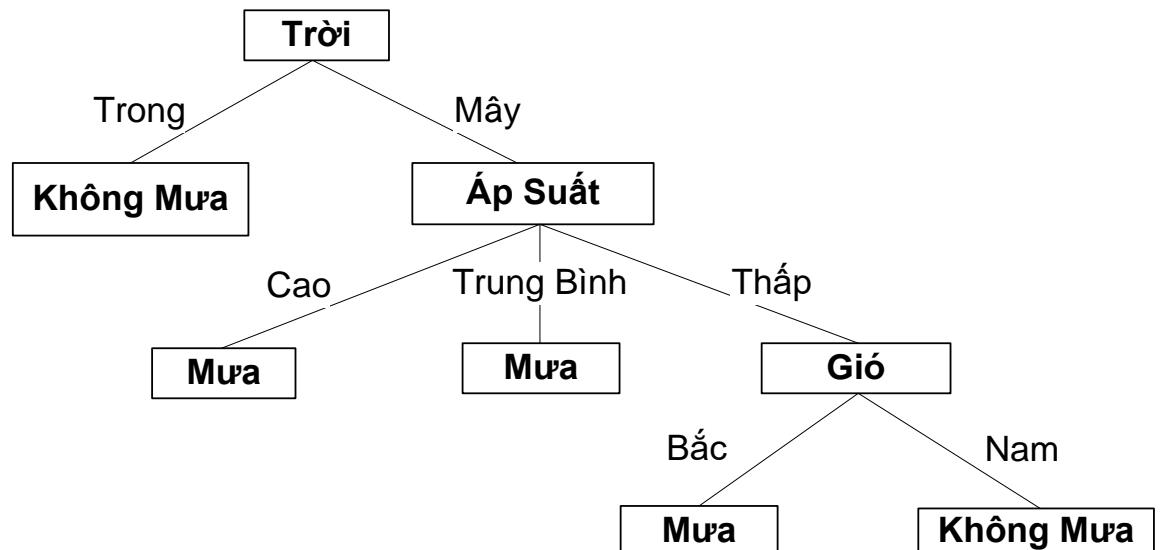 Trời
Trong
Mây
Không Mưa
Áp Suất
Cao
Trung Bình
Thấp
Mưa
Mưa
Gió
Bắc
Nam
Mưa
Không Mưa